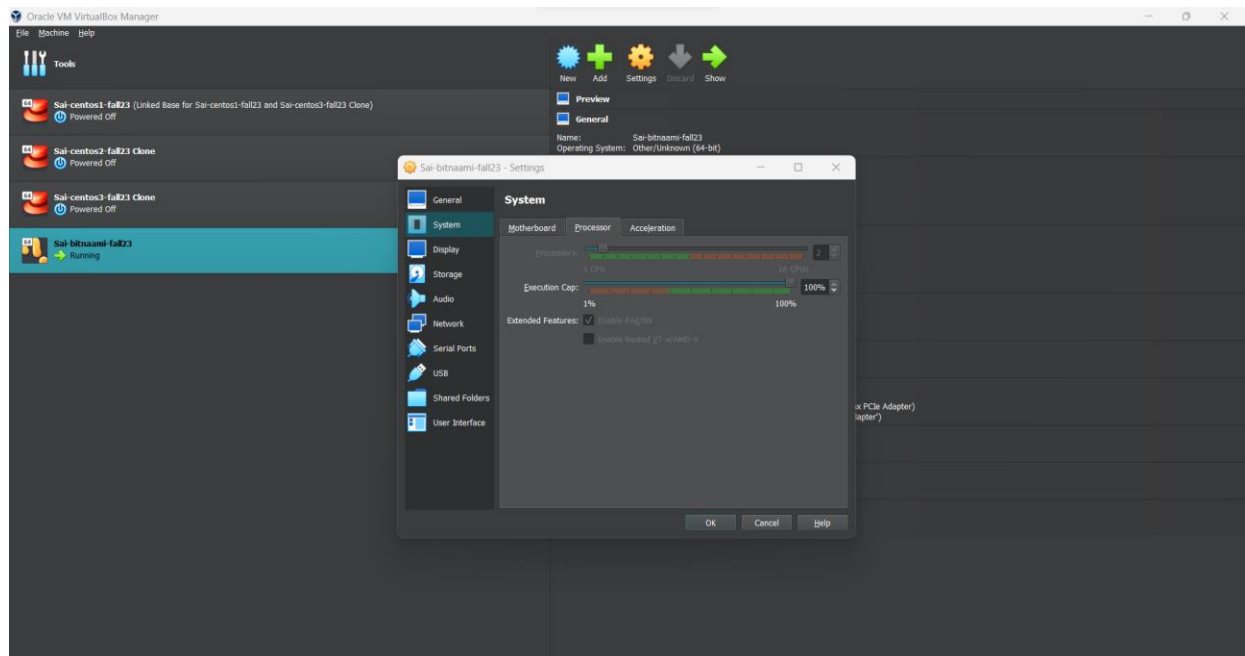 Oracle VM VirtualBox Manager
File Machine Help
Tools
New Add Settings Discard Show
Sai-centos1-fall23 (Linked Base for Sai-centos1-fall23 and Sai-centos3-fall23 Clone)
Powered Off
Sai-centos2-fall23 Clone
Powered Off
Sai-centos3-fall23 Clone
Powered Off
Sai-bitnaami-fall23
Running
Preview
General
Name: Sai-bitnaami-fall23
Operating System: Other/Unknown (64-bit)
Sai-bitnaami-fall23 - Settings
General
System
Display
Storage
Audio
Network
Serial Ports
USB
Shared Folders
User Interface
System
Motherboard Processor Acceleration
Processors: 2
1 CPU 16 CPUs
Execution Cap: 100%
1% 100%
Extended Features: Enable PAE/NX
Enable Nested VT-x/AMD-V
OK Cancel Help
x PCIe Adapter)
lapter')